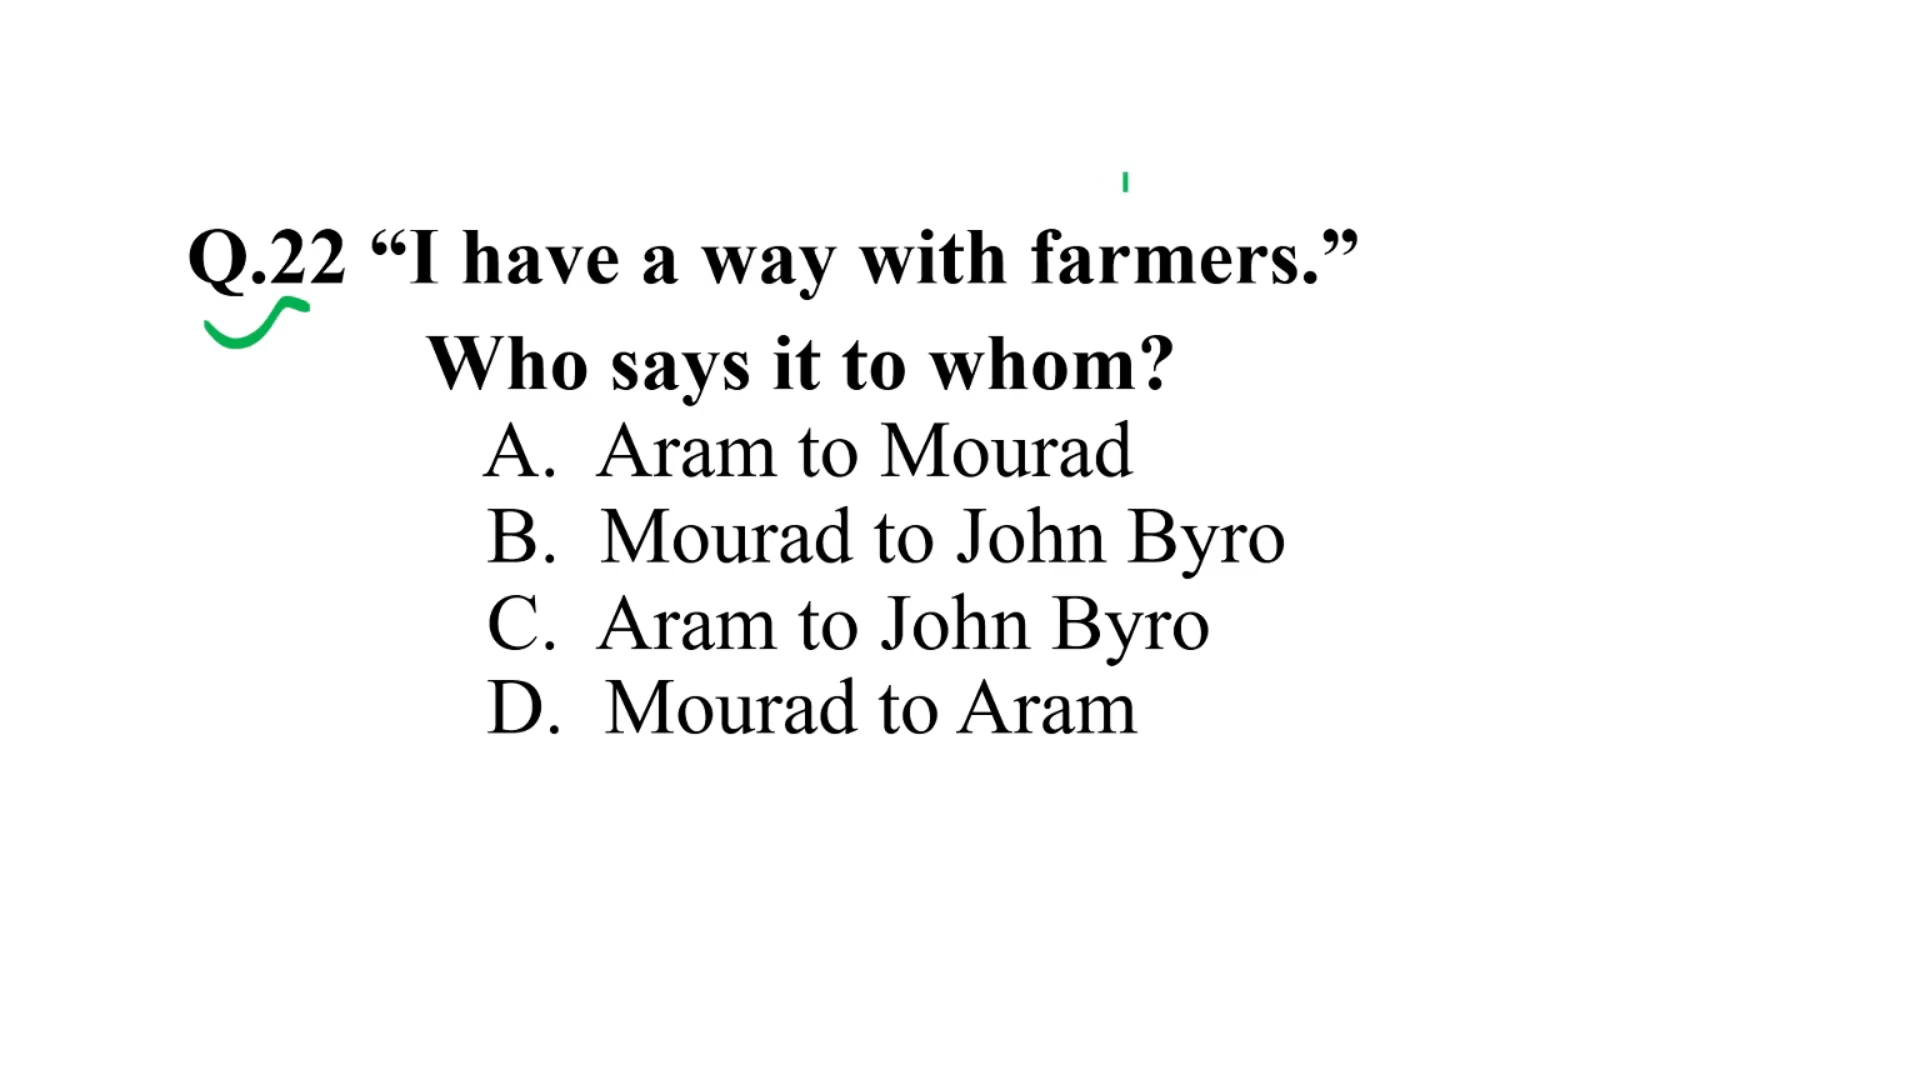 Q.22 “I have a way with farmers.”
Who says it to whom?
A. Aram to Mourad
B. Mourad to John Byro
C. Aram to John Byro
D. Mourad to Aram